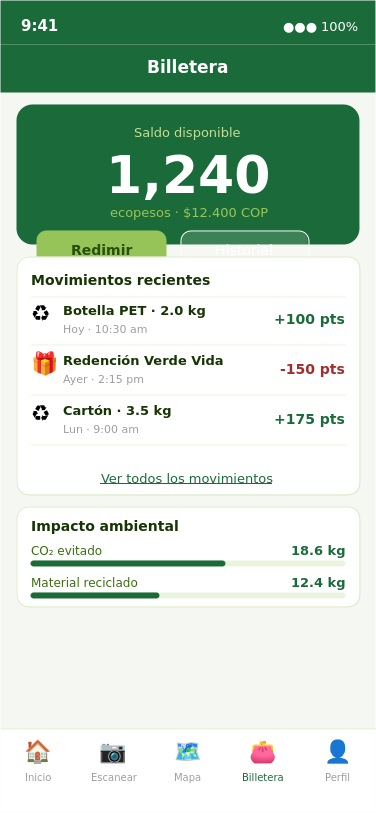 9:41
●●● 100%
Billetera
Saldo disponible
1,240
ecopesos · $12.400 COP
Redimir
Historial
Movimientos recientes
Botella PET · 2.0 kg
Hoy · 10:30 am
+100 pts
Redención Verde Vida
Ayer · 2:15 pm
-150 pts
Cartón · 3.5 kg
Lun · 9:00 am
+175 pts
Ver todos los movimientos
Impacto ambiental
CO₂ evitado
18.6 kg
Material reciclado
12.4 kg
Inicio
Escanear
Mapa
Billetera
Perfil